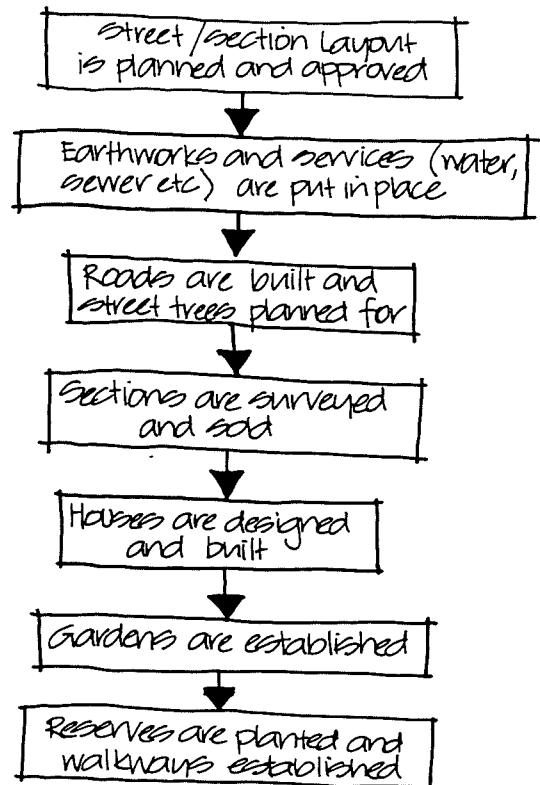 Street/section Layout
is planned and approved
Earthworks and services (water,
sewer etc) are put in place
Roads are built and
street trees planned for
Sections are surveyed
and sold
Houses are designed
and built
Gardens are established
Reserves are planted and
walkways established